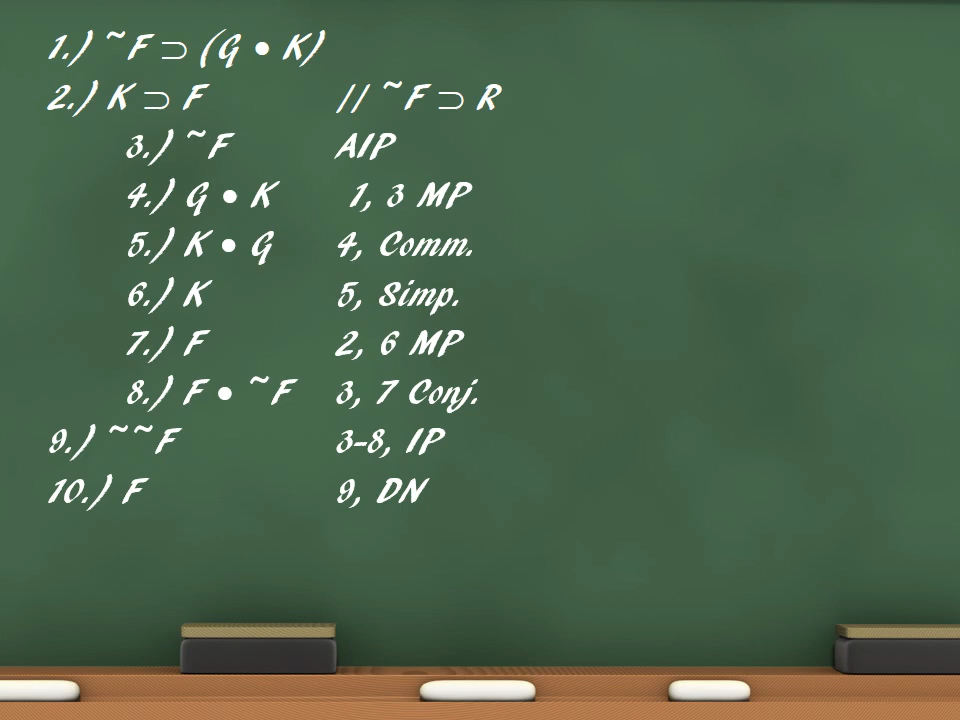 1.) ~F ⊃ (G • K)
2.) K ⊃ F // ~F ⊃ R
3.) ~F AIP
4.) G • K 1, 3 MP
5.) K • G 4, Comm.
6.) K 5, Simp.
7.) F 2, 6 MP
8.) F • ~F 3, 7 Conj.
9.) ~~F 3-8, IP
10.) F 9, DN